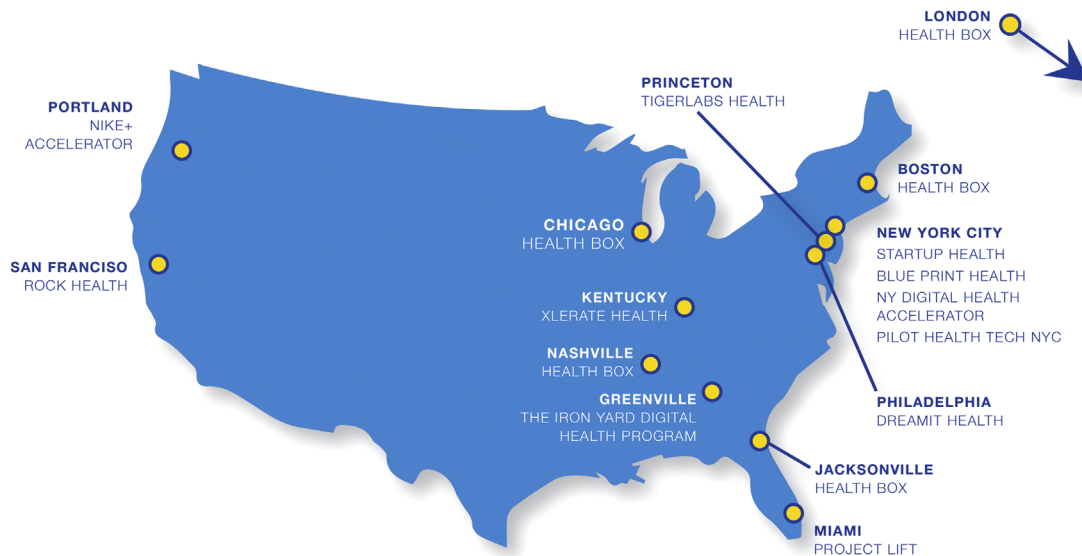 LONDON
HEALTH BOX
PRINCETON
TIGERLABS HEALTH
PORTLAND
NIKE+
ACCELERATOR
BOSTON
HEALTH BOX
CHICAGO
HEALTH BOX
NEW YORK CITY
STARTUP HEALTH
BLUE PRINT HEALTH
NY DIGITAL HEALTH
ACCELERATOR
PILOT HEALTH TECH NYC
SAN FRANCISO
ROCK HEALTH
KENTUCKY
XLERATE HEALTH
NASHVILLE
HEALTH BOX
GREENVILLE
THE IRON YARD DIGITAL
HEALTH PROGRAM
PHILADELPHIA
DREAMIT HEALTH
JACKSONVILLE
HEALTH BOX
MIAMI
PROJECT LIFT